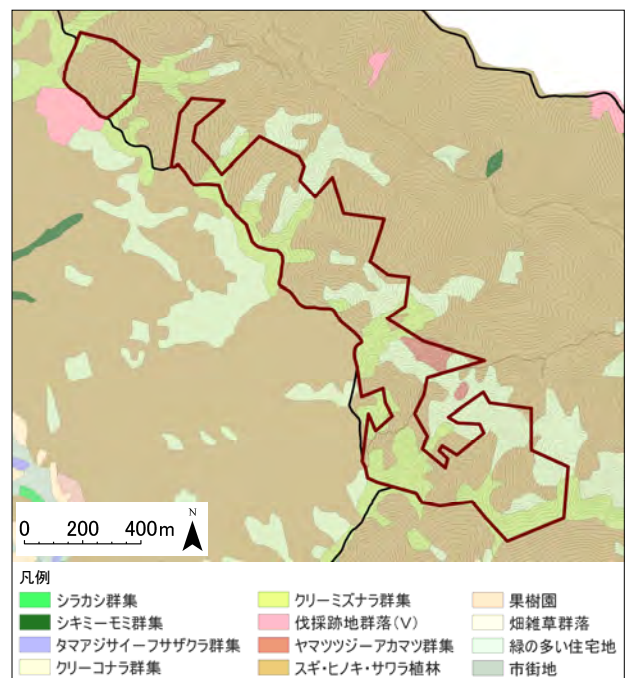 N
0 200 400m
凡例
シラカシ群集
シキミーモミ群集
タマアジサイーフサザクラ群集
クリーコナラ群集
クリーミズナラ群集
伐採跡地群落(Ⅴ)
ヤマツツジーアカマツ群集
スギ・ヒノキ・サワラ植林
果樹園
畑雑草群落
緑の多い住宅地
市街地